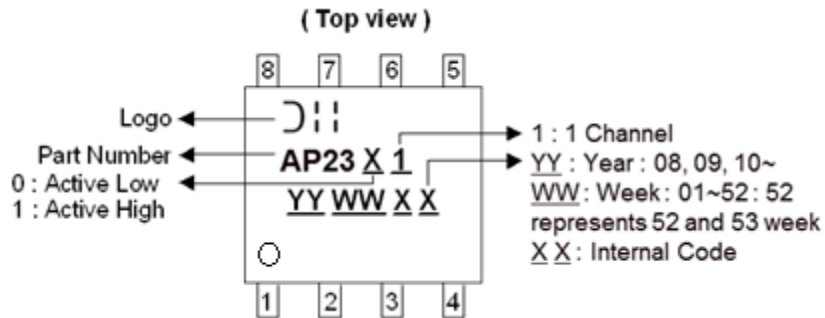 ( Top view )
8 7 6 5
Logo
Part Number
0 : Active Low
1 : Active High
AP23 X 1
YY WW X X
1 : 1 Channel
YY : Year : 08, 09, 10~
WW : Week : 01~52 : 52
represents 52 and 53 week
X X : Internal Code
1 2 3 4